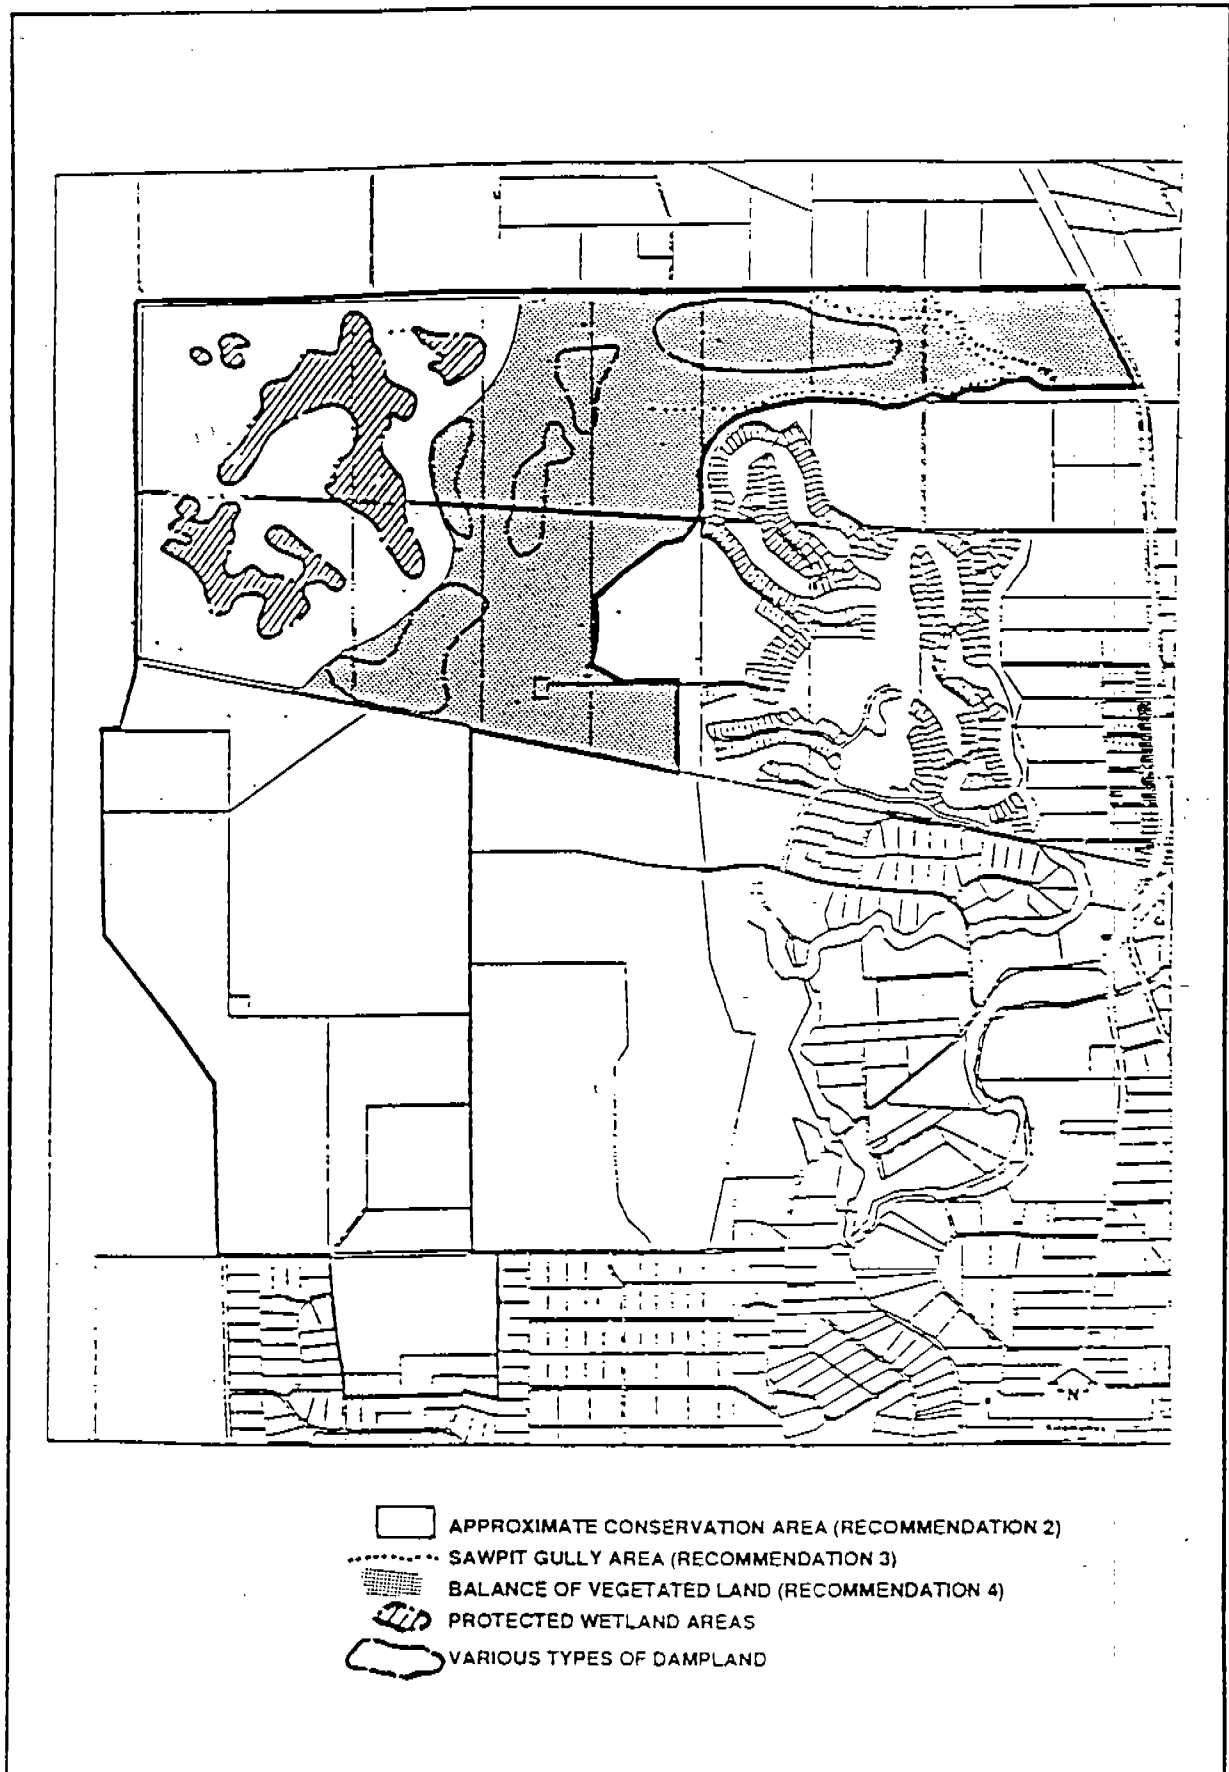 N
APPROXIMATE CONSERVATION AREA (RECOMMENDATION 2)
SAWPIT GULLY AREA (RECOMMENDATION 3)
BALANCE OF VEGETATED LAND (RECOMMENDATION 4)
PROTECTED WETLAND AREAS
VARIOUS TYPES OF DAMPLAND